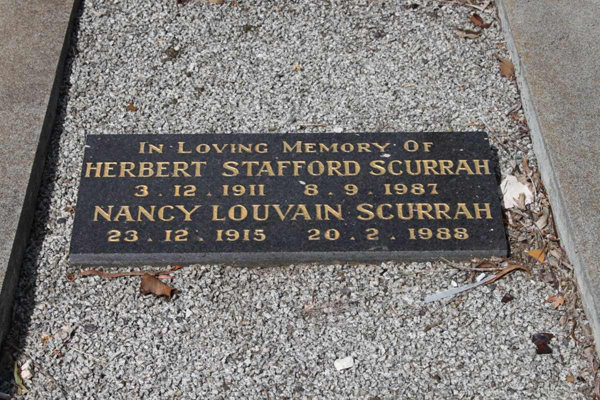 In Loving Memory Of
HERBERT STAFFORD SCURRAH
3 . 12 . 1911 8 . 9 . 1987
NANCY LOUVAIN SCURRAH
23 . 12 . 1915 20 . 2 . 1988